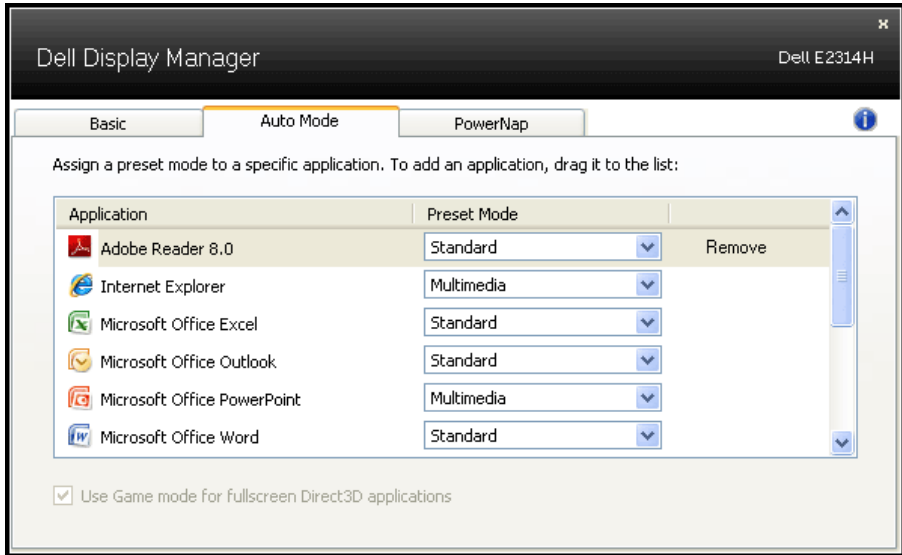 Dell Display Manager
Dell E2314H
Basic
Auto Mode
PowerNap
Assign a preset mode to a specific application. To add an application, drag it to the list:
Application Preset Mode
Adobe Reader 8.0 Standard Remove
Internet Explorer Multimedia
Microsoft Office Excel Standard
Microsoft Office Outlook Standard
Microsoft Office PowerPoint Multimedia
Microsoft Office Word Standard
Use Game mode for fullscreen Direct3D applications